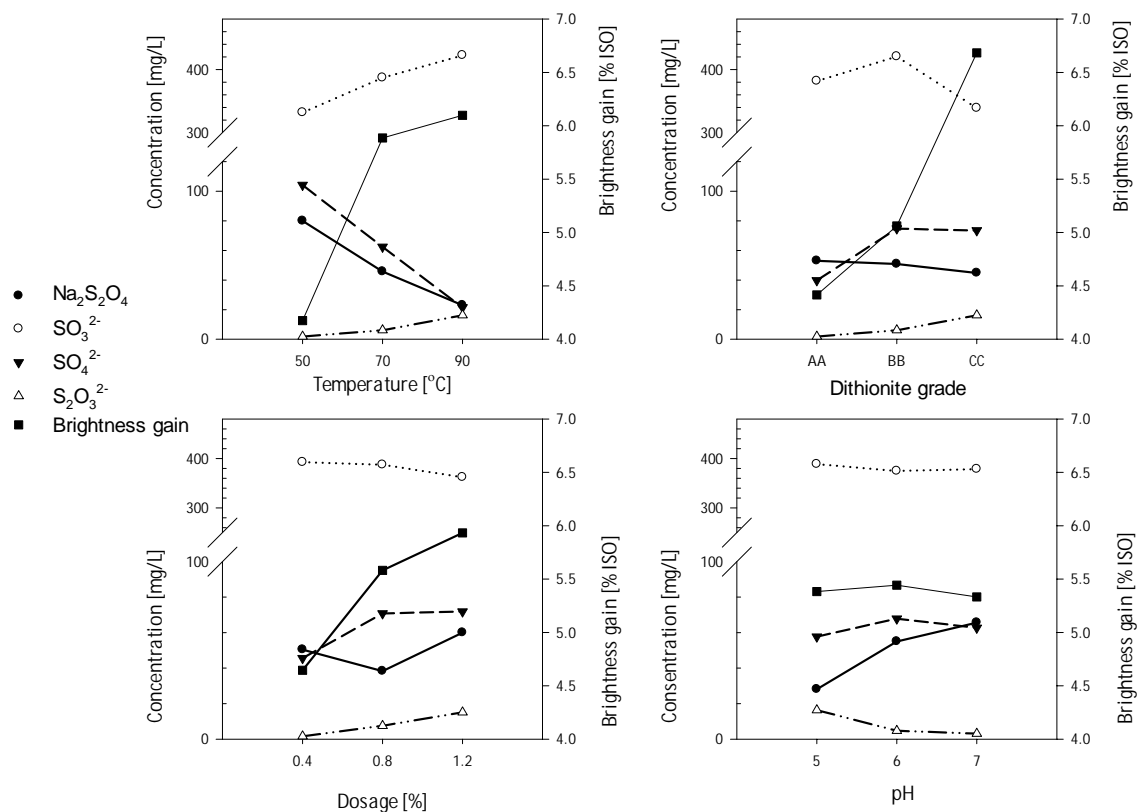 Concentration [mg/L]
400
300
100
0
7.0
6.5
6.0
5.5
5.0
4.5
4.0
Brightness gain [% ISO]
50 70 90
Temperature [°C]
Concentration [mg/L]
400
300
100
0
7.0
6.5
6.0
5.5
5.0
4.5
4.0
Brightness gain [% ISO]
AA BB CC
Dithionite grade
Na₂S₂O₄
SO₃²⁻
SO₄²⁻
S₂O₃²⁻
Brightness gain
Concentration [mg/L]
400
300
100
0
7.0
6.5
6.0
5.5
5.0
4.5
4.0
Brightness gain [% ISO]
0.4 0.8 1.2
Dosage [%]
Consentration [mg/L]
400
300
100
0
7.0
6.5
6.0
5.5
5.0
4.5
4.0
Brightness gain [% ISO]
5 6 7
pH